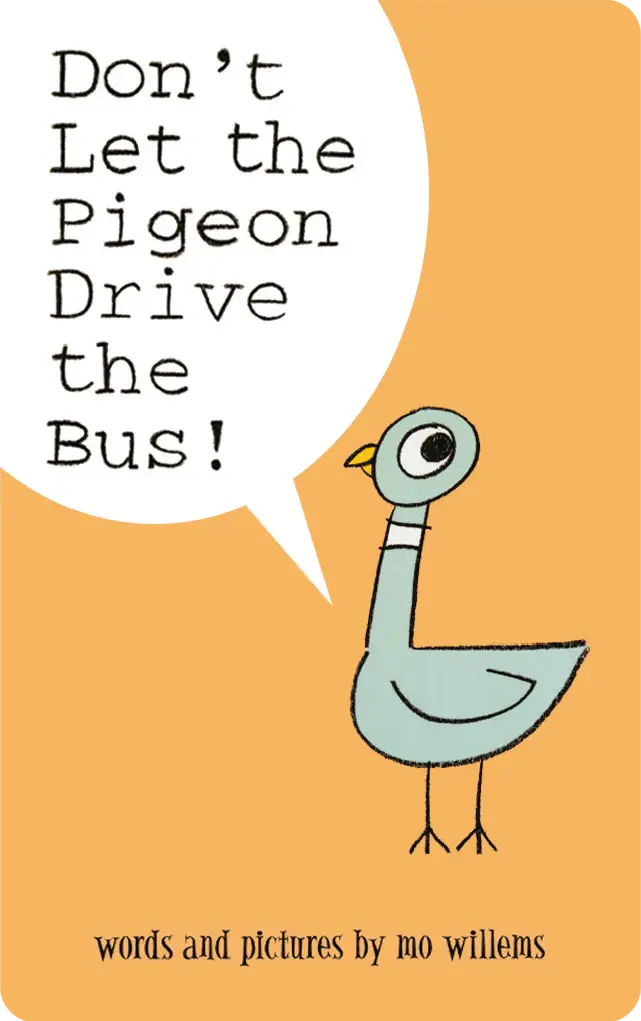 Don't
Let the
Pigeon
Drive
the
Bus!
words and pictures by mo willems